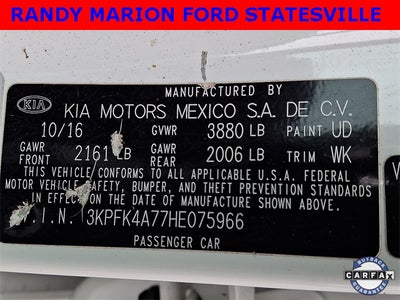 RANDY MARION FORD STATESVILLE
MANUFACTURED BY
KIA KIA MOTORS MEXICO S.A. DE C.V.
10/16 GVWR 3880 LB PAINT UD
GAWR FRONT 2161 LB GAWR REAR 2006 LB TRIM WK
THIS VEHICLE CONFORMS TO ALL APPLICABLE U.S.A. FEDERAL
MOTOR VEHICLE SAFETY, BUMPER, AND THEFT PREVENTION STANDARDS
IN EFFECT ON THE DATE OF MANUFACTURE SHOWN ABOVE.
V.I.N.: 3KPFK4A77HE075966
PASSENGER CAR
BUYBACK
CARFAX
GUARANTEE